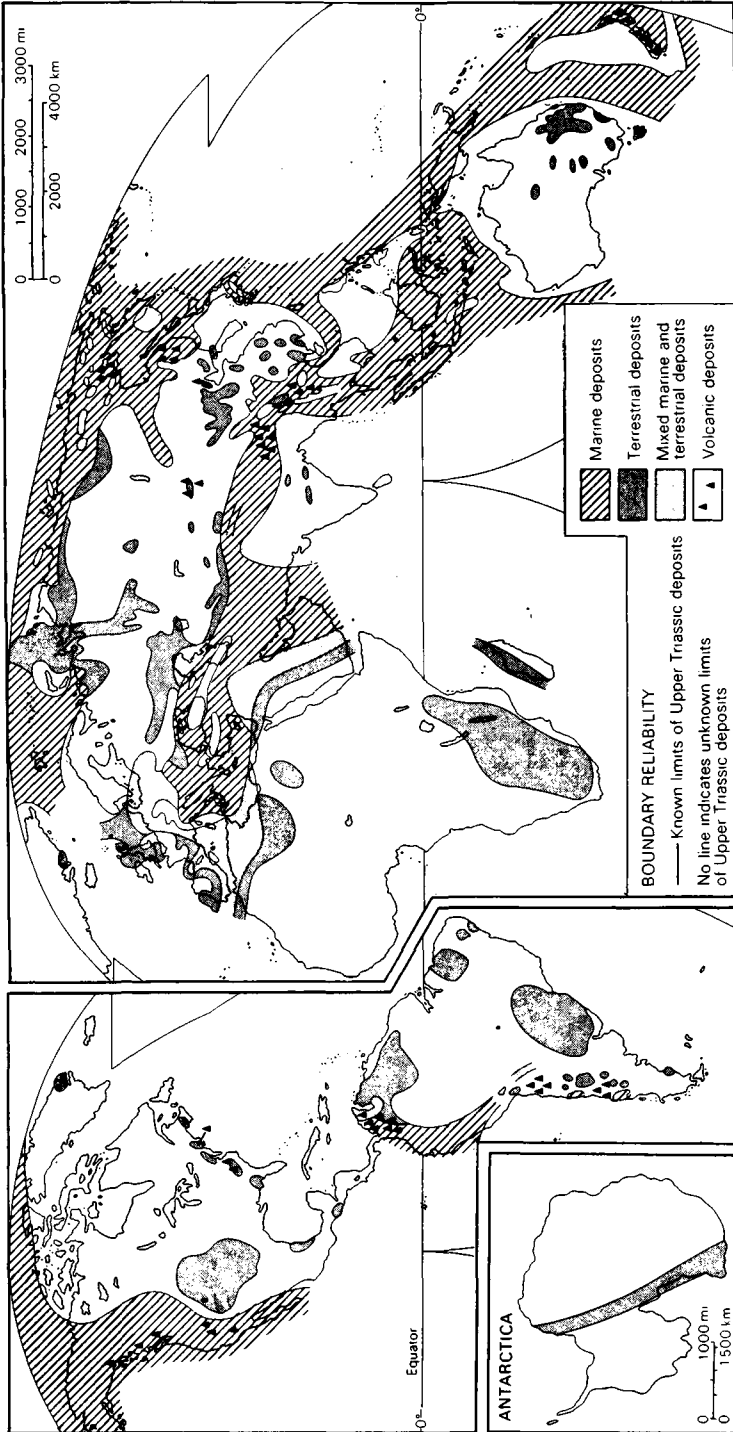 0 1000 2000 3000 mi
0 2000 4000 km
0°
Equator
0°
ANTARCTICA
0 1000 mi
0 1500 km
BOUNDARY RELIABILITY
Known limits of Upper Triassic deposits
No line indicates unknown limits
of Upper Triassic deposits
Marine deposits
Terrestrial deposits
Mixed marine and
terrestrial deposits
Volcanic deposits